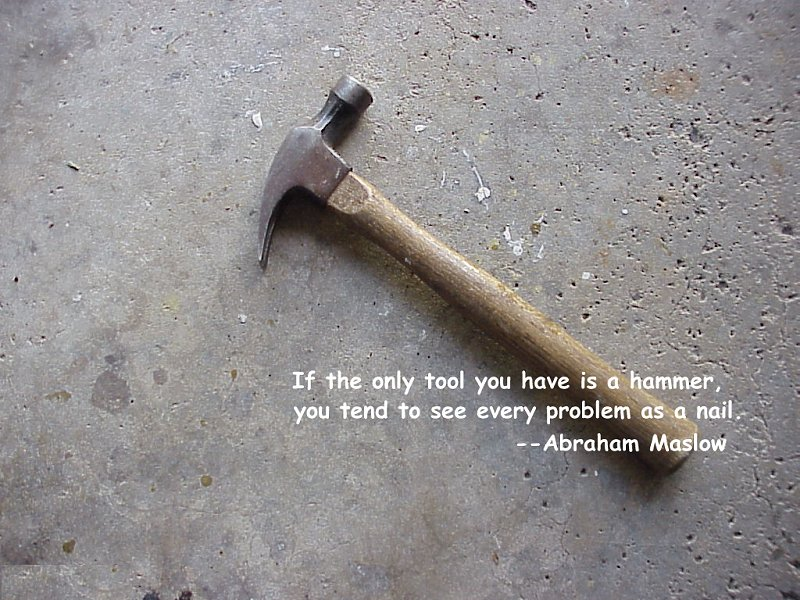 If the only tool you have is a hammer,
you tend to see every problem as a nail.
--Abraham Maslow